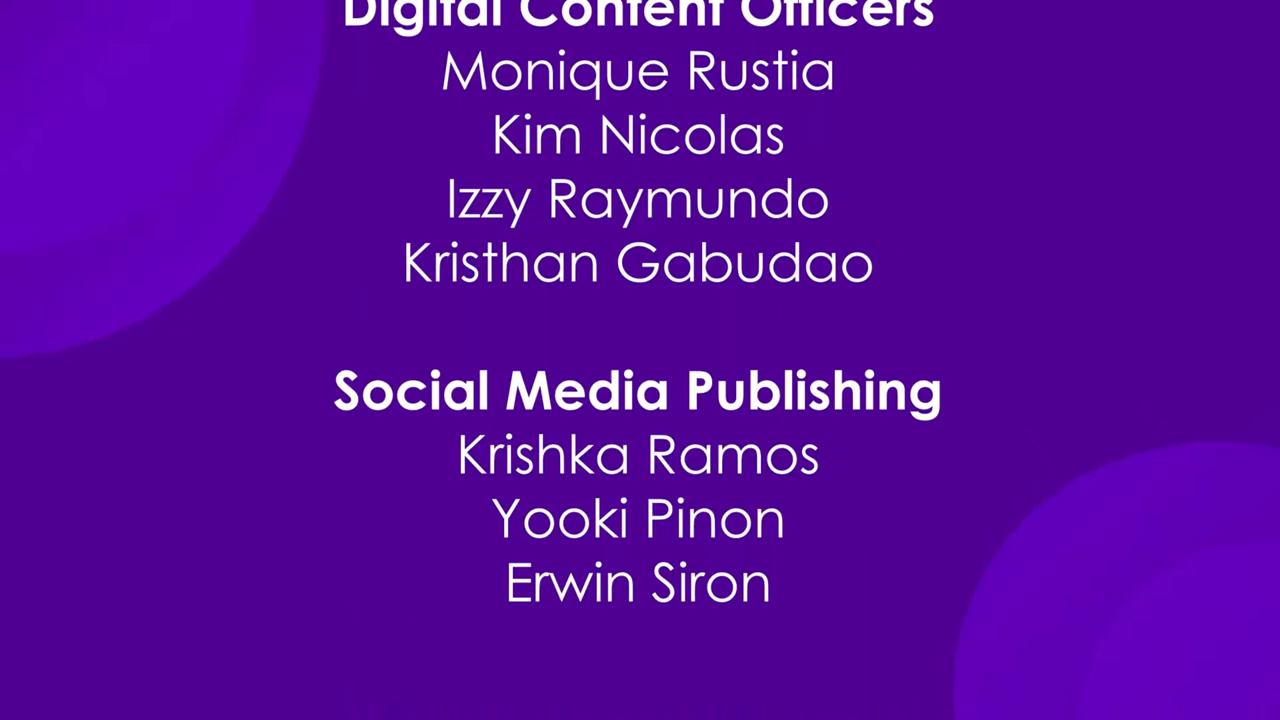 Digital Content Officers
Monique Rustia
Kim Nicolas
Izzy Raymundo
Kristhan Gabudao
Social Media Publishing
Krishka Ramos
Yooki Pinon
Erwin Siron